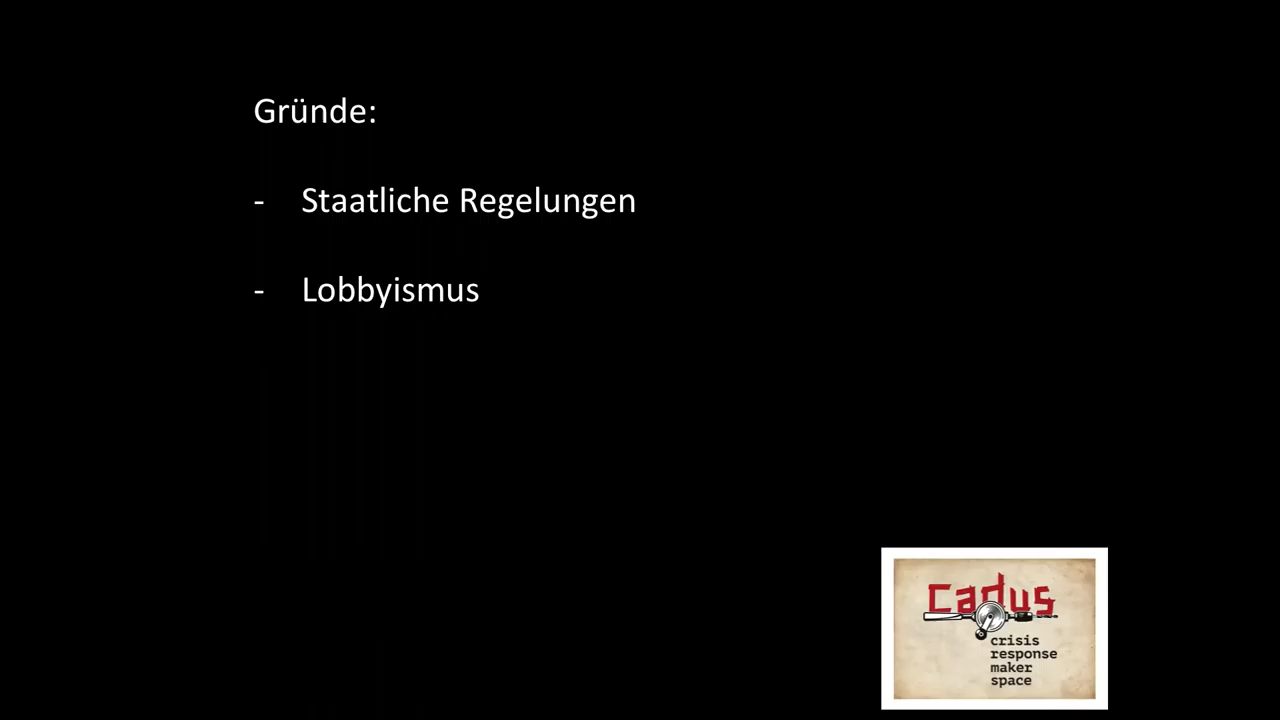 Gründe:
- Staatliche Regelungen
- Lobbyismus
cadus
crisis
response
maker
space